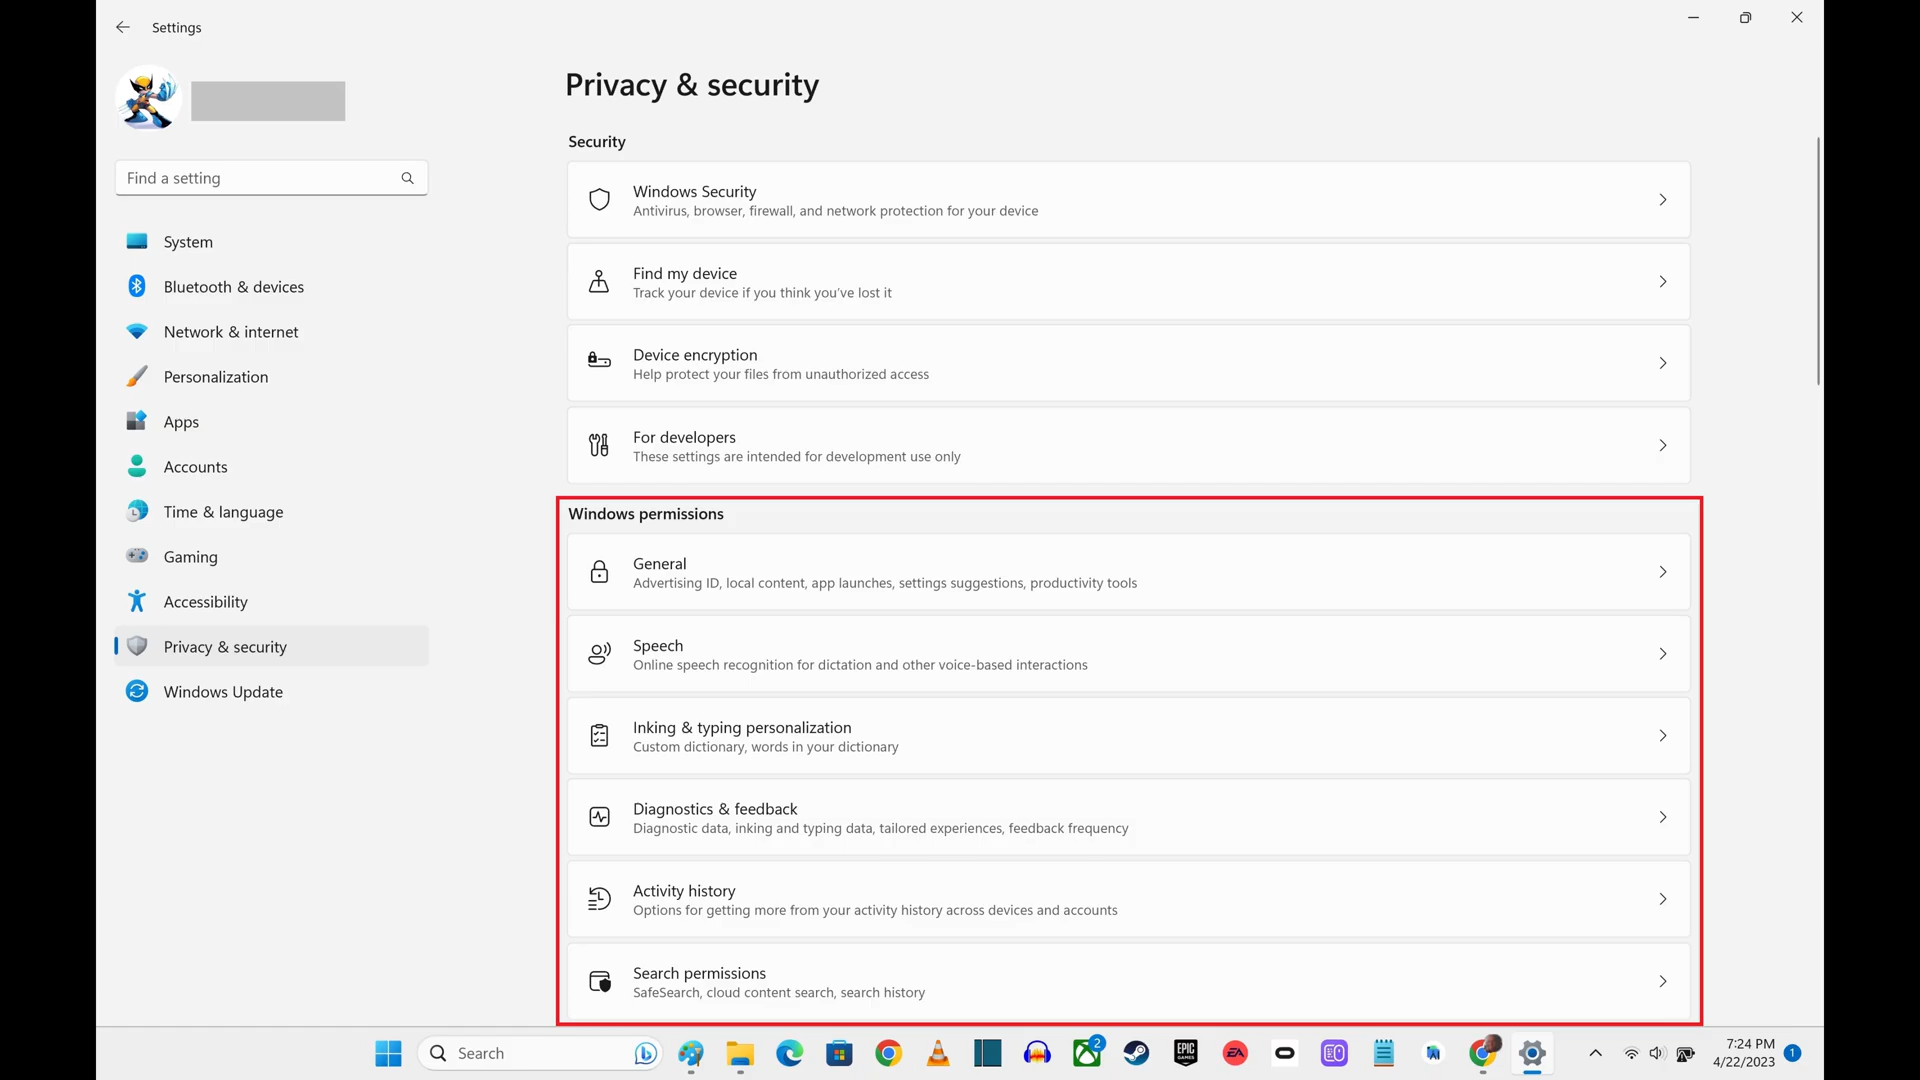 Settings
Find a setting
System
Bluetooth & devices
Network & internet
Personalization
Apps
Accounts
Time & language
Gaming
Accessibility
Privacy & security
Windows Update
Privacy & security
Security
Windows Security
Antivirus, browser, firewall, and network protection for your device
Find my device
Track your device if you think you've lost it
Device encryption
Help protect your files from unauthorized access
For developers
These settings are intended for development use only
Windows permissions
General
Advertising ID, local content, app launches, settings suggestions, productivity tools
Speech
Online speech recognition for dictation and other voice-based interactions
Inking & typing personalization
Custom dictionary, words in your dictionary
Diagnostics & feedback
Diagnostic data, inking and typing data, tailored experiences, feedback frequency
Activity history
Options for getting more from your activity history across devices and accounts
Search permissions
SafeSearch, cloud content search, search history
Search
2
EPIC
GAMES
EA
7:24 PM
4/22/2023
1